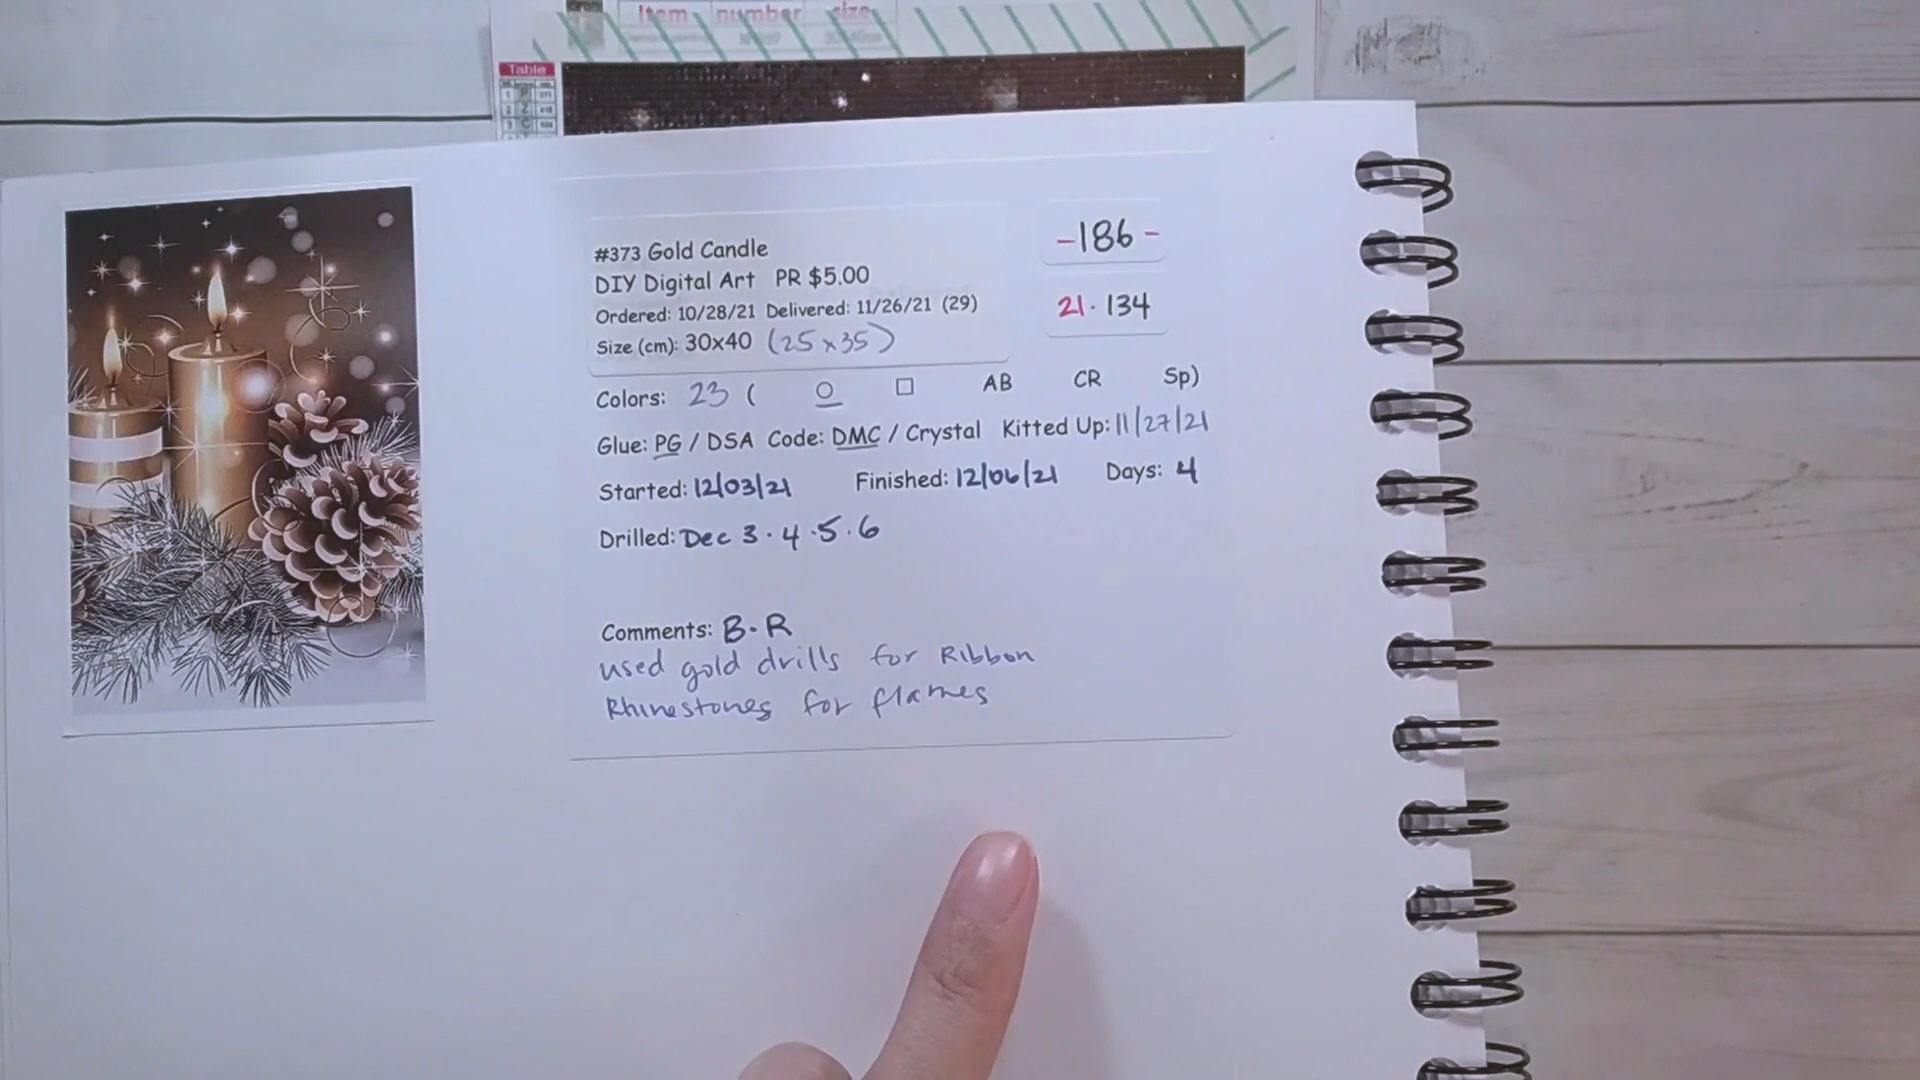 Item number size
Table
#373 Gold Candle
DIY Digital Art PR $5.00
Ordered: 10/28/21 Delivered: 11/26/21 (29)
Size (cm): 30x40 (25 x 35)
-186-
21. 134
Colors: 23 ( ○ □ AB CR Sp)
Glue: PG / DSA Code: DMC / Crystal Kitted Up: 11/27/21
Started: 12/03/21 Finished: 12/06/21 Days: 4
Drilled: Dec 3 · 4 · 5 · 6
Comments: B·R
used gold drills for Ribbon
Rhinestones for flames